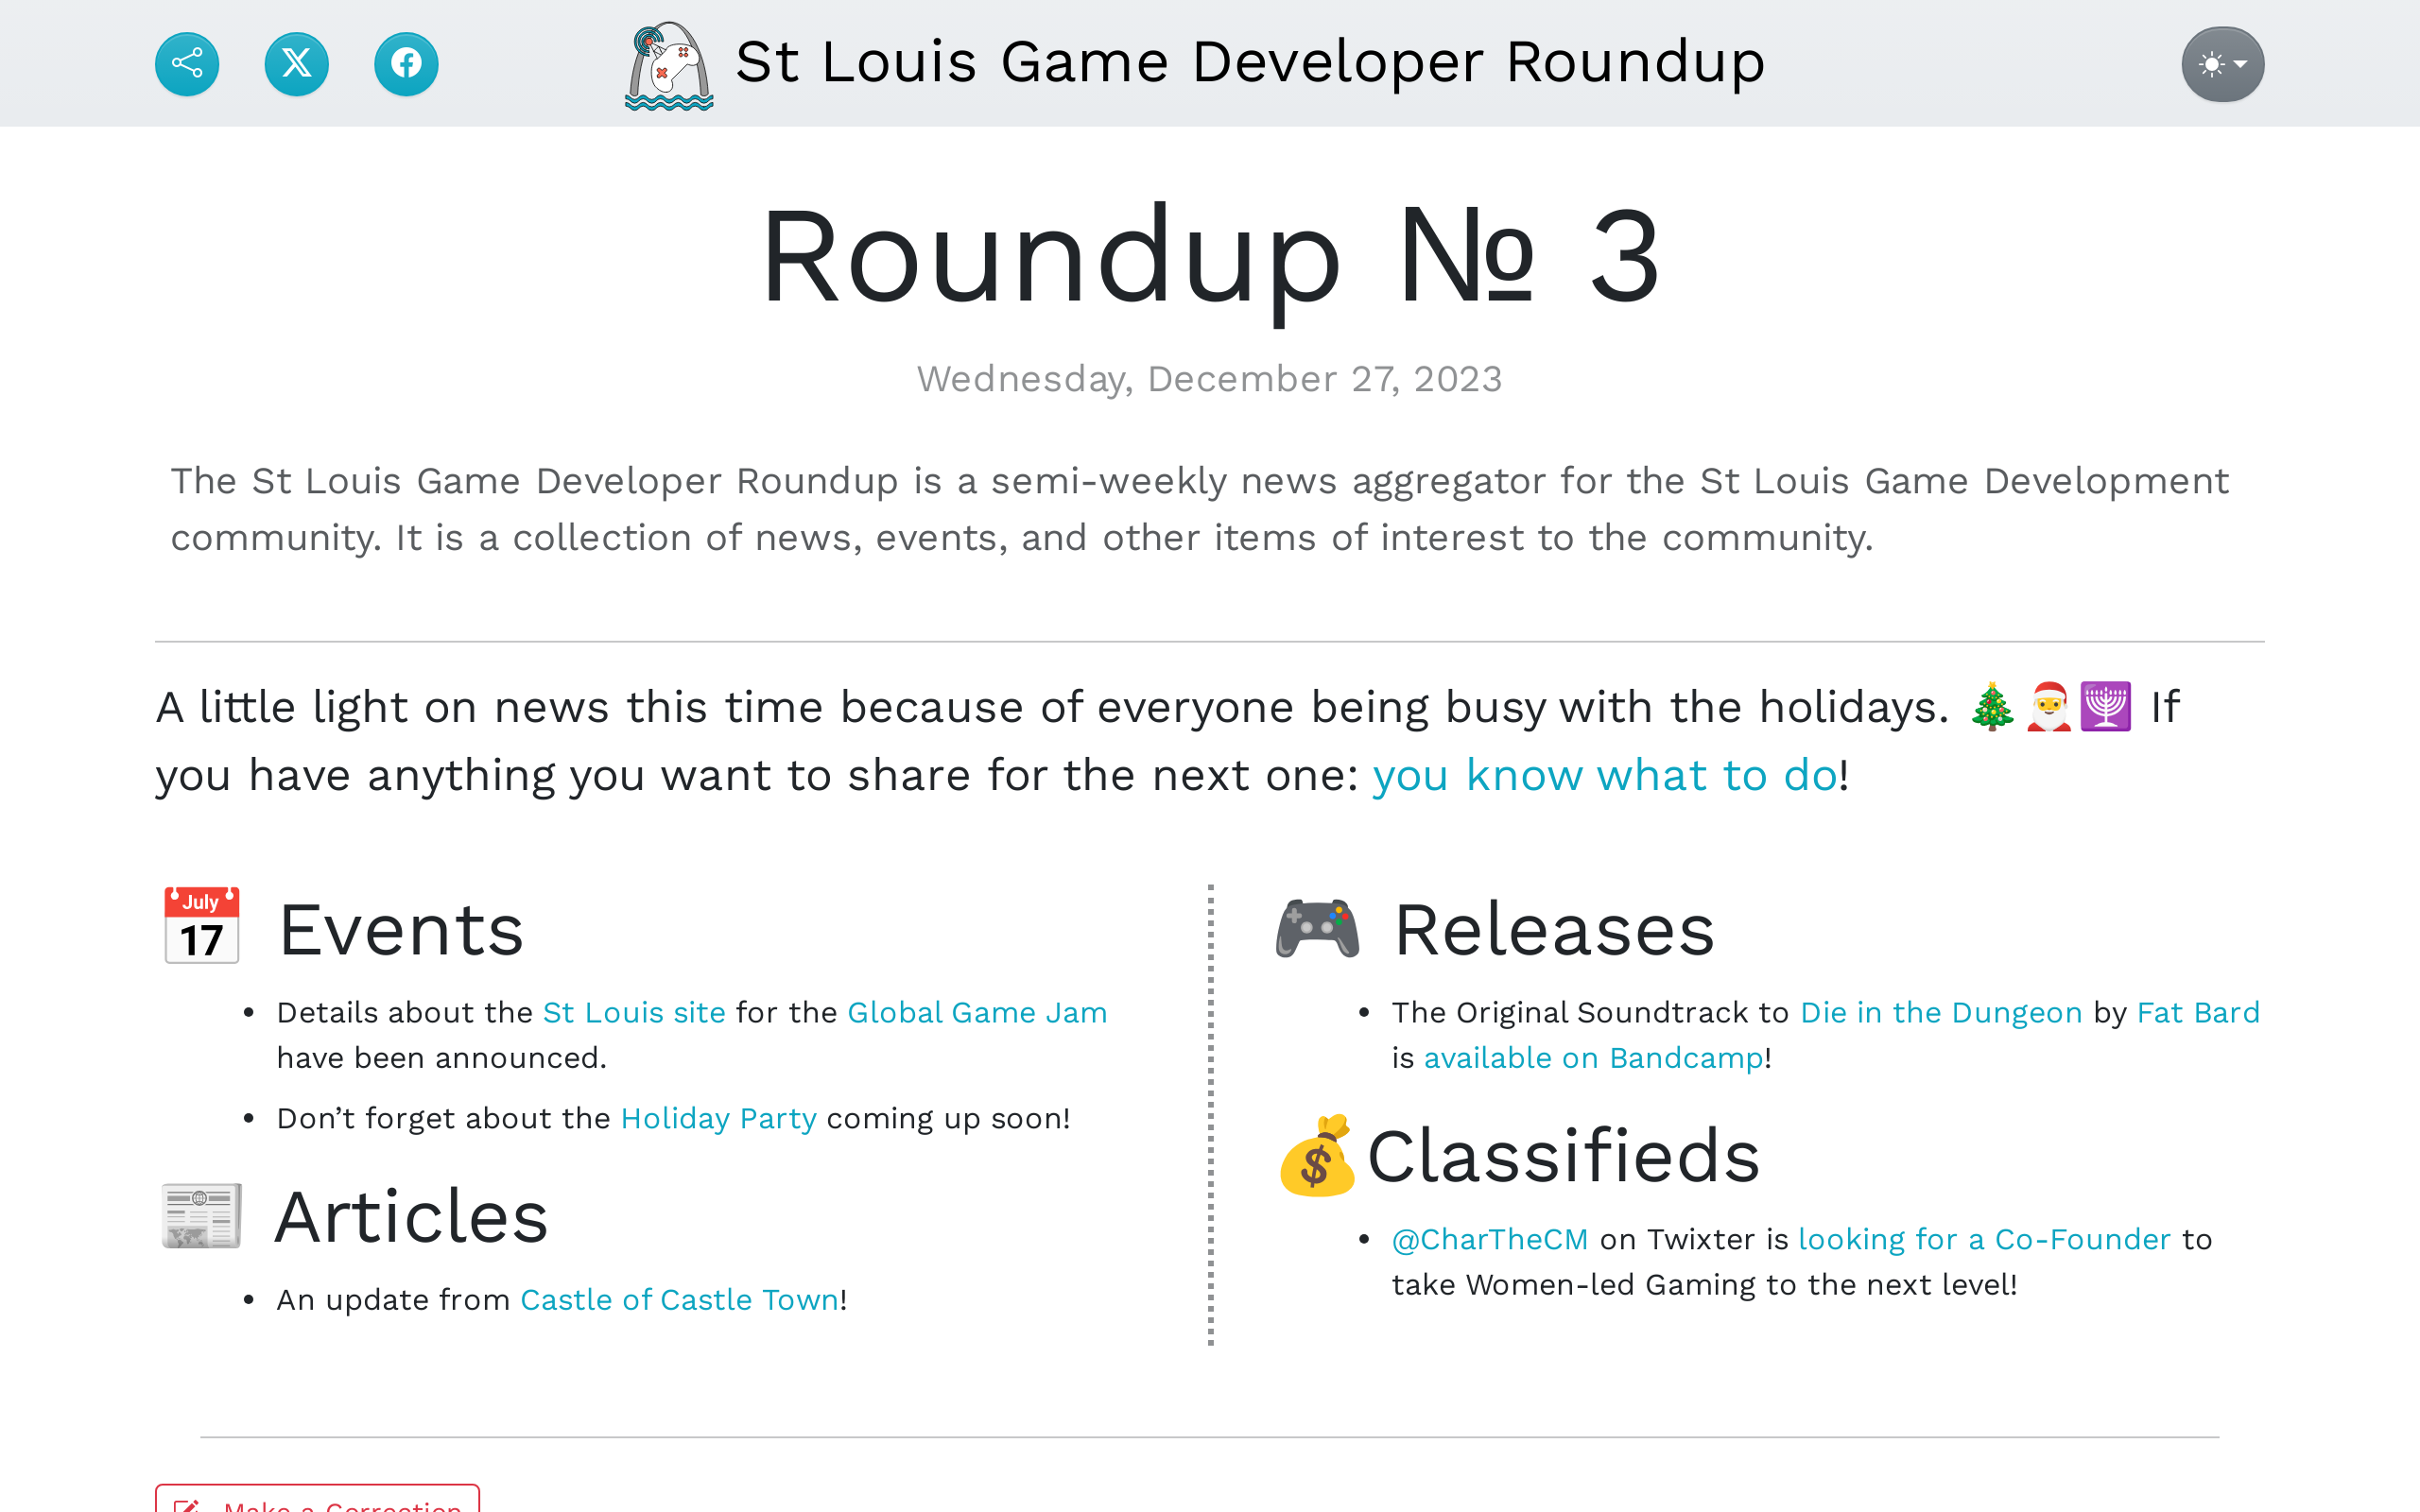 St Louis Game Developer Roundup
Roundup № 3
Wednesday, December 27, 2023
The St Louis Game Developer Roundup is a semi-weekly news aggregator for the St Louis Game Development
community. It is a collection of news, events, and other items of interest to the community.
A little light on news this time because of everyone being busy with the holidays. 🎄🎅🕎 If
you have anything you want to share for the next one: you know what to do!
📅 Events
• Details about the St Louis site for the Global Game Jam
have been announced.
• Don’t forget about the Holiday Party coming up soon!
📰 Articles
• An update from Castle of Castle Town!
🎮 Releases
• The Original Soundtrack to Die in the Dungeon by Fat Bard
is available on Bandcamp!
💰Classifieds
• @CharTheCM on Twixter is looking for a Co-Founder to
take Women-led Gaming to the next level!
Make a Correction